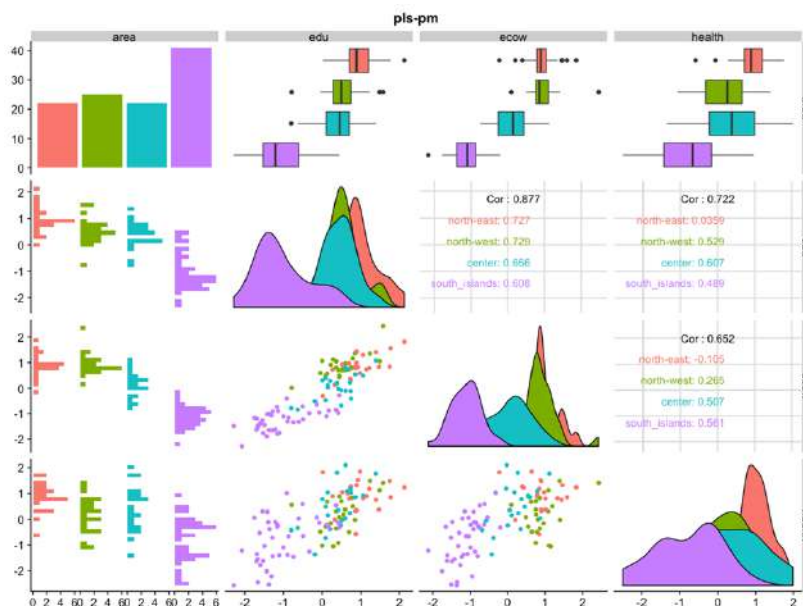 pls-pm
area edu ecow health
40
30
20
10
0
Cor : 0.877 Cor : 0.722
north-east: 0.727 north-east: 0.0359
north-west: 0.729 north-west: 0.529
center: 0.656 center: 0.607
south_islands: 0.608 south_islands: 0.489
2
1
0
-1
-2
Cor : 0.652
north-east: -0.105
north-west: 0.265
center: 0.507
south_islands: 0.561
2
1
0
-1
-2
2
1
0
-1
-2
0 2 4 60 2 4 60 2 4 60 2 4 6 -2 -1 0 1 2 -2 -1 0 1 2 -2 -1 0 1 2